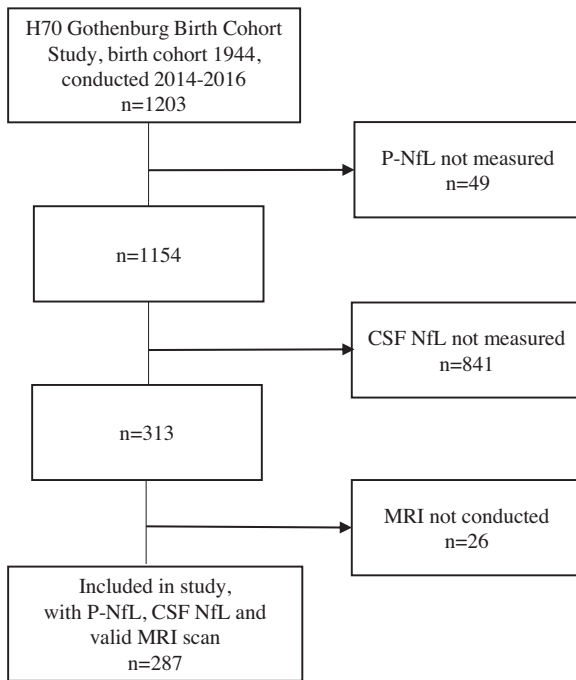 H70 Gothenburg Birth Cohort
Study, birth cohort 1944,
conducted 2014-2016
n=1203
P-NfL not measured
n=49
n=1154
CSF NfL not measured
n=841
n=313
MRI not conducted
n=26
Included in study,
with P-NfL, CSF NfL and
valid MRI scan
n=287